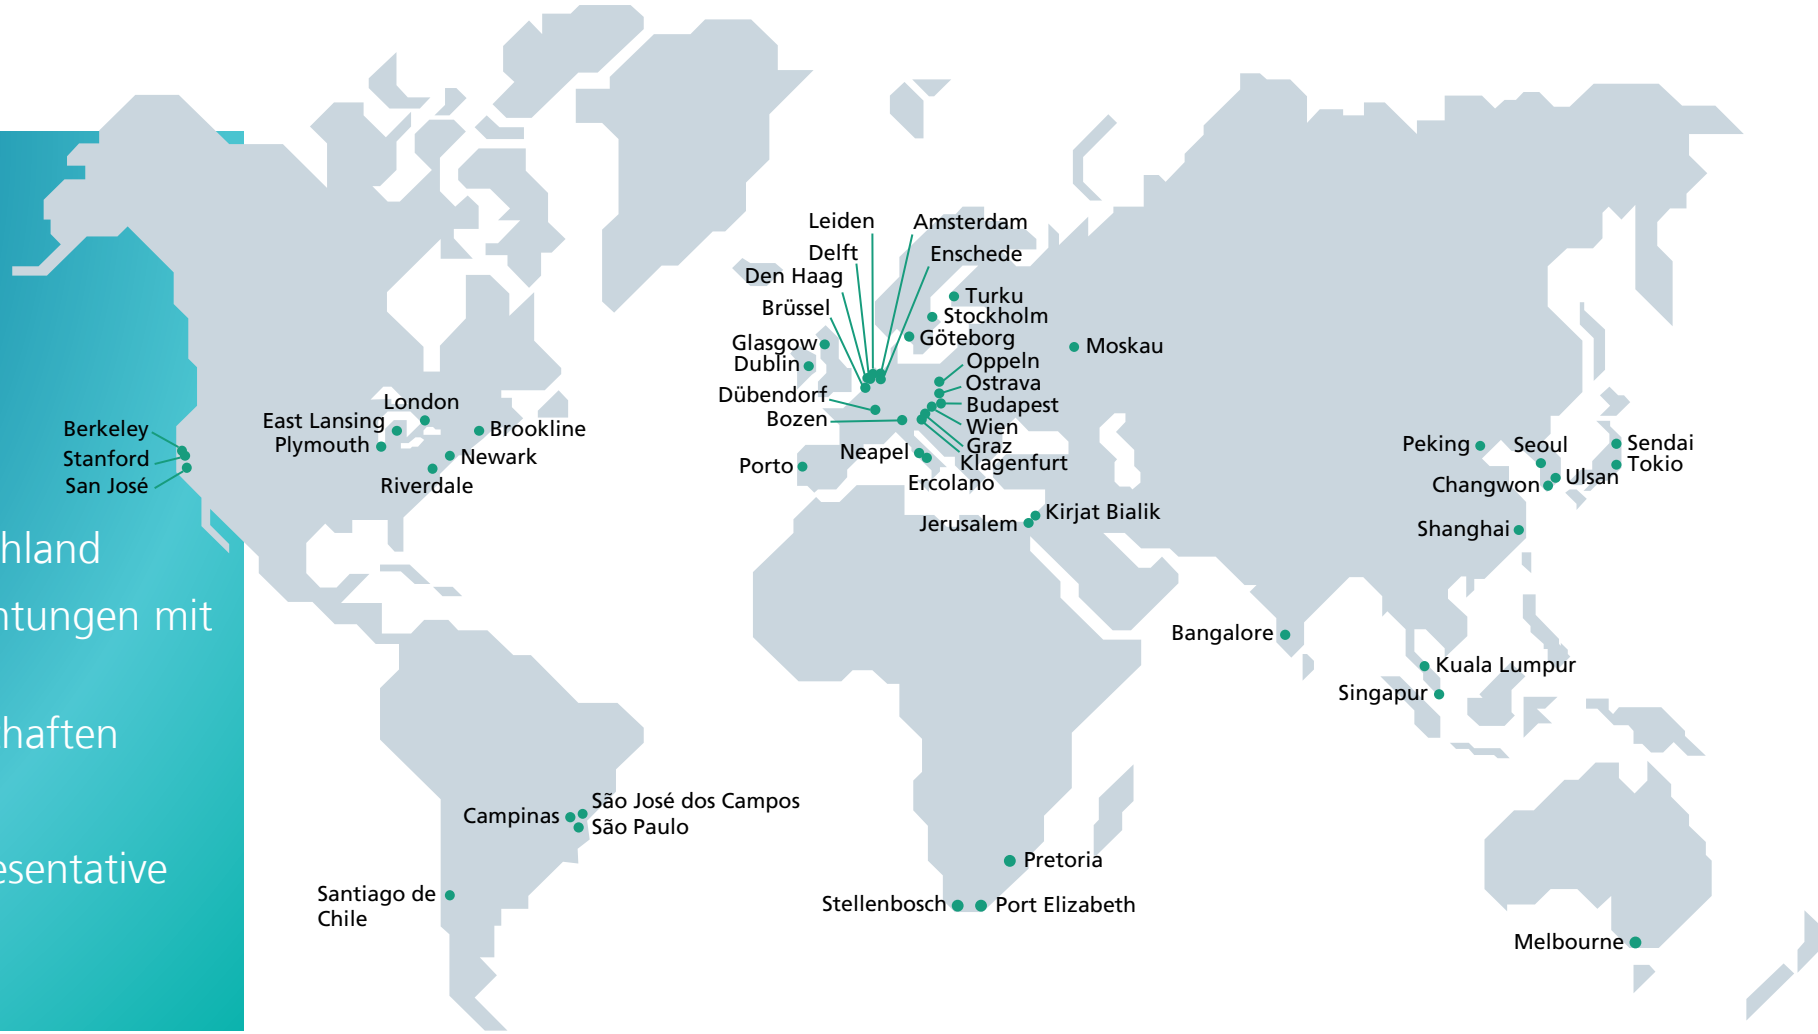 Leiden
Amsterdam
Delft
Enschede
Den Haag
Turku
Brüssel
Stockholm
Göteborg
Glasgow
Moskau
Dublin
Oppeln
Ostrava
Dübendorf
London
Budapest
Bozen
East Lansing
Wien
Berkeley
Brookline
Plymouth
Graz
Peking
Seoul
Sendai
Neapel
Newark
Stanford
Klagenfurt
Tokio
Porto
Ulsan
San José
Riverdale
Ercolano
Changwon
Kirjat Bialik
Jerusalem
Shanghai
hland
ntungen mit
Bangalore
Kuala Lumpur
Singapur
haften
São José dos Campos
Campinas
São Paulo
Pretoria
esentative
Santiago de
Chile
Stellenbosch
Port Elizabeth
Melbourne